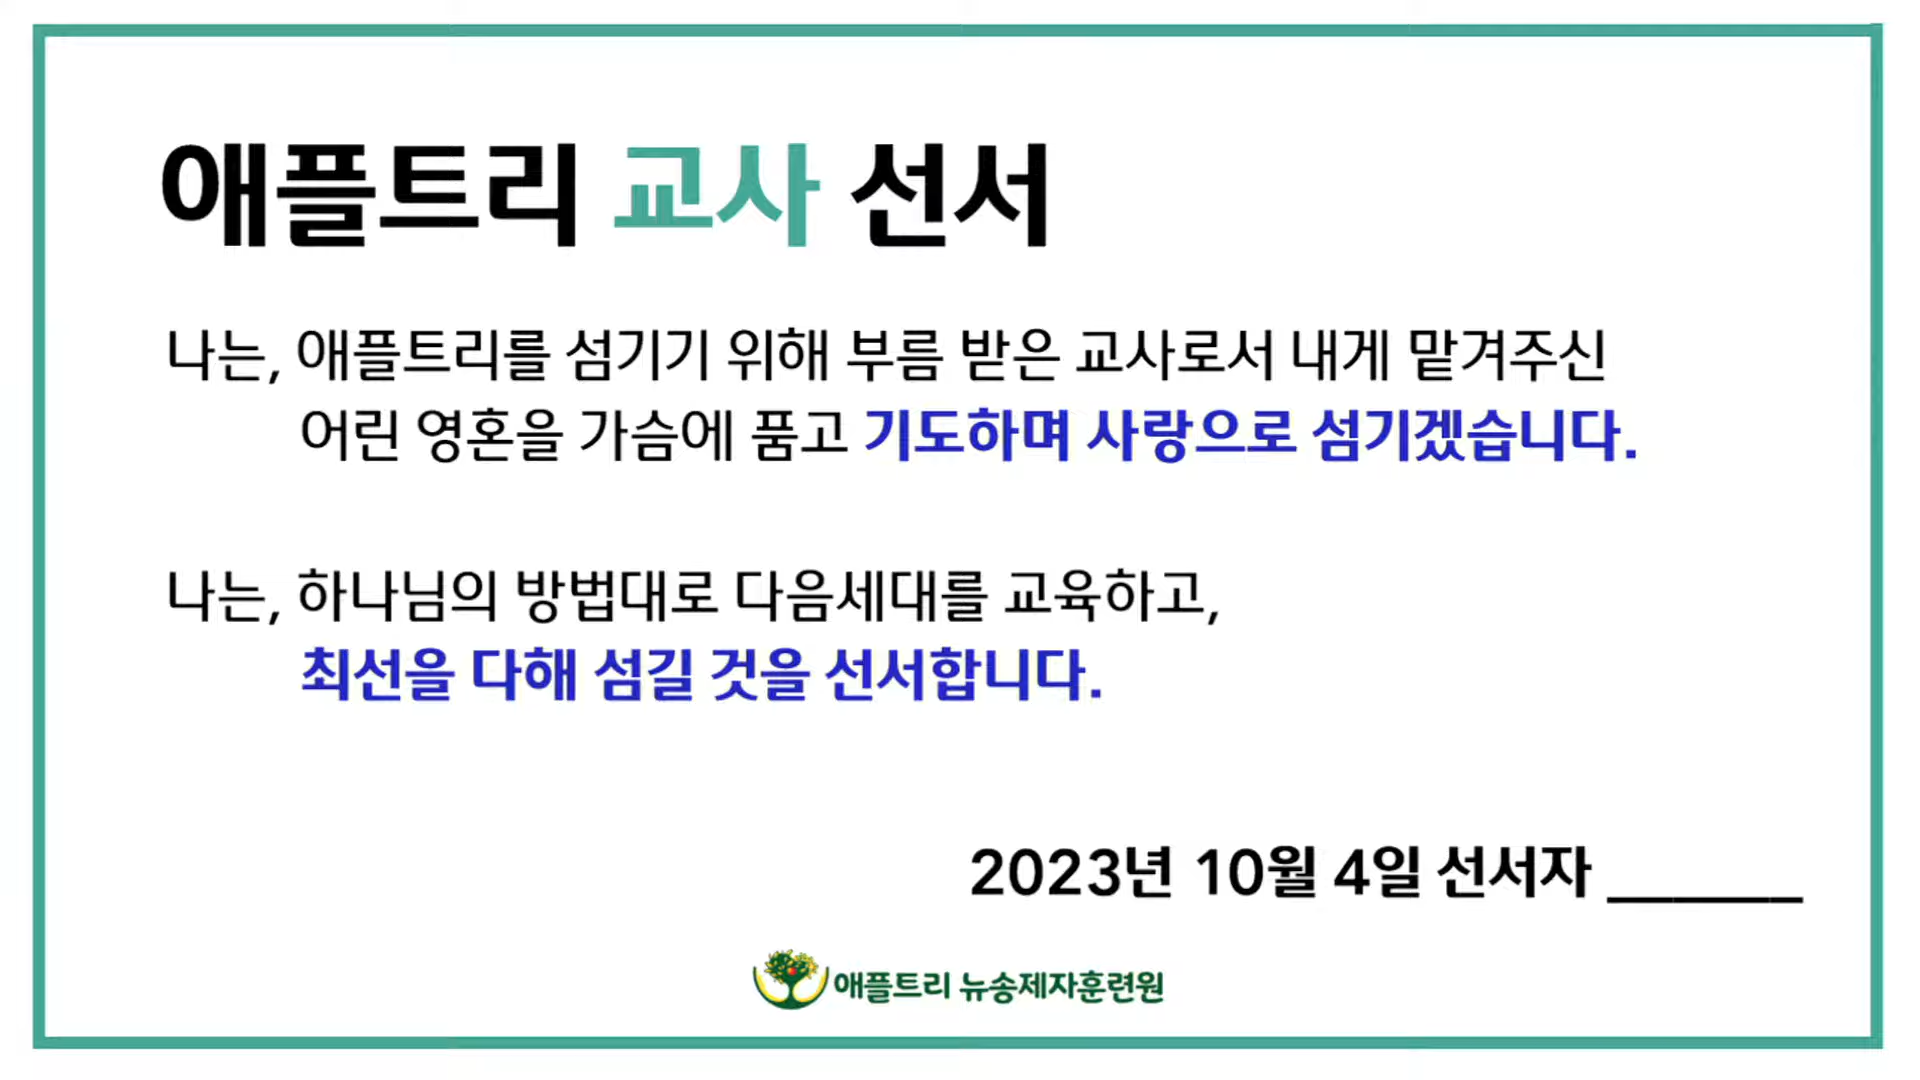 애플트리 교사 선서
나는, 애플트리를 섬기기 위해 부름 받은 교사로서 내게 맡겨주신
어린 영혼을 가슴에 품고 기도하며 사랑으로 섬기겠습니다.
나는, 하나님의 방법대로 다음세대를 교육하고,
최선을 다해 섬길 것을 선서합니다.
2023년 10월 4일 선서자 ______
애플트리 뉴송제자훈련원